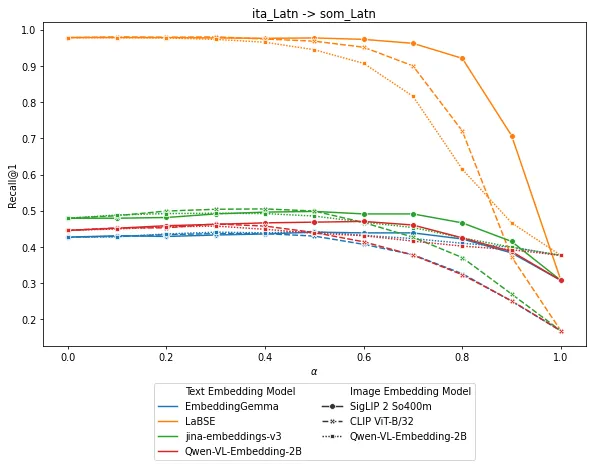 ita_Latn -> som_Latn
1.0
0.9
0.8
0.7
0.6
0.5
0.4
0.3
0.2
Recall@1
0.0 0.2 0.4 0.6 0.8 1.0
α
Text Embedding Model Image Embedding Model
EmbeddingGemma SigLIP 2 So400m
LaBSE CLIP ViT-B/32
jina-embeddings-v3 Qwen-VL-Embedding-2B
Qwen-VL-Embedding-2B